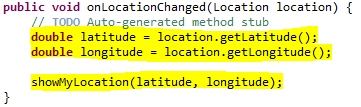 public void onLocationChanged(Location location) {
// TODO Auto-generated method stub
double latitude = location.getLatitude();
double longitude = location.getLongitude();
showMyLocation(latitude, longitude);
}